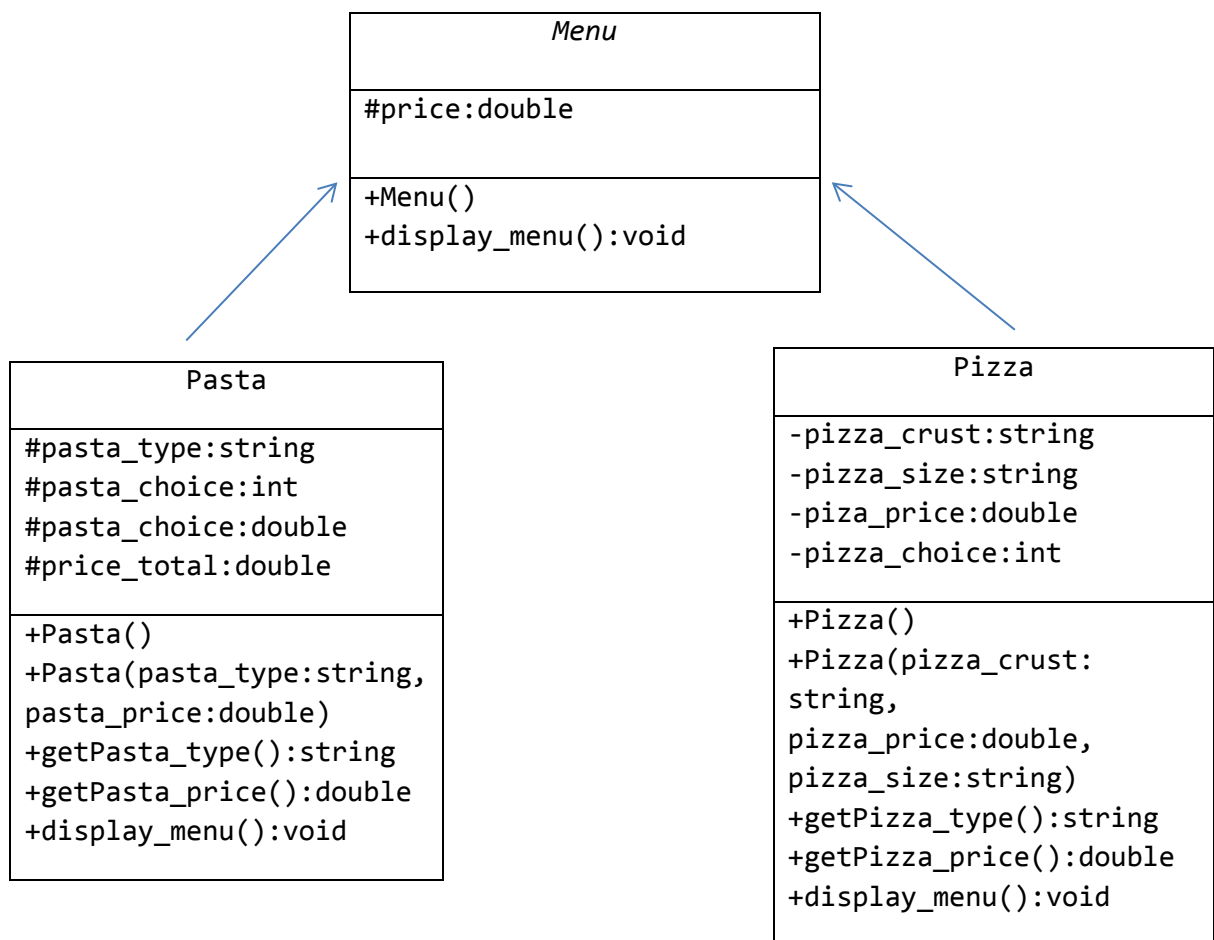 Menu
#price:double
+Menu()
+display_menu():void
Pasta
#pasta_type:string
#pasta_choice:int
#pasta_choice:double
#price_total:double
+Pasta()
+Pasta(pasta_type:string,
pasta_price:double)
+getPasta_type():string
+getPasta_price():double
+display_menu():void
Pizza
-pizza_crust:string
-pizza_size:string
-piza_price:double
-pizza_choice:int
+Pizza()
+Pizza(pizza_crust:
string,
pizza_price:double,
pizza_size:string)
+getPizza_type():string
+getPizza_price():double
+display_menu():void